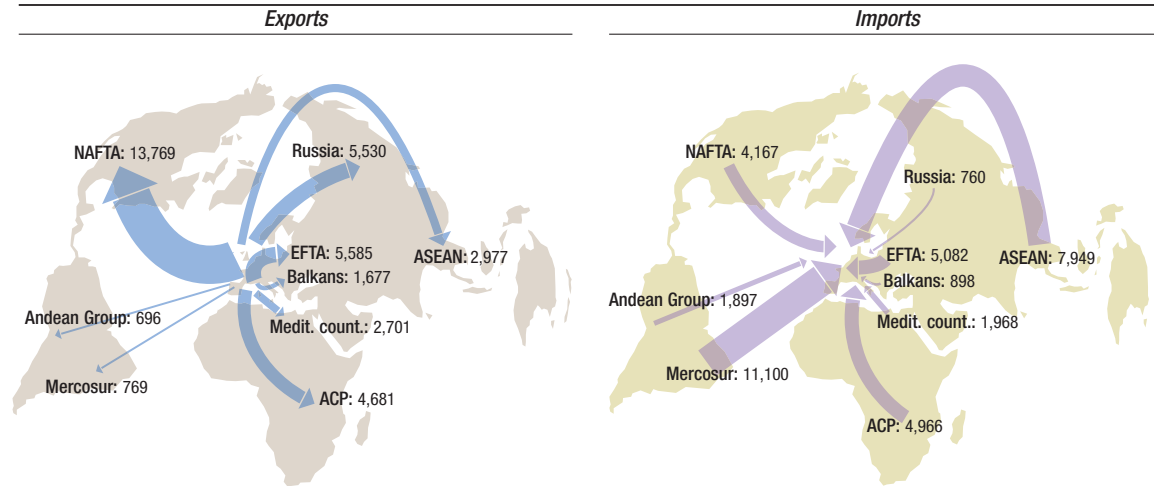 Exports
NAFTA: 13,769
Russia: 5,530
EFTA: 5,585
ASEAN: 2,977
Balkans: 1,677
Andean Group: 696
Medit. count.: 2,701
Mercosur: 769
ACP: 4,681
Imports
NAFTA: 4,167
Russia: 760
EFTA: 5,082
ASEAN: 7,949
Balkans: 898
Andean Group: 1,897
Medit. count.: 1,968
Mercosur: 11,100
ACP: 4,966